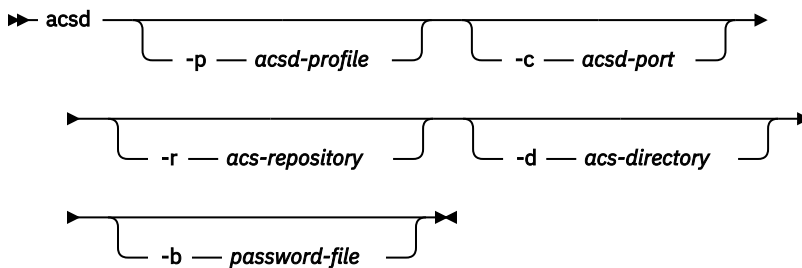 acsd
-p acsd-profile -c acsd-port
-r acs-repository -d acs-directory
-b password-file